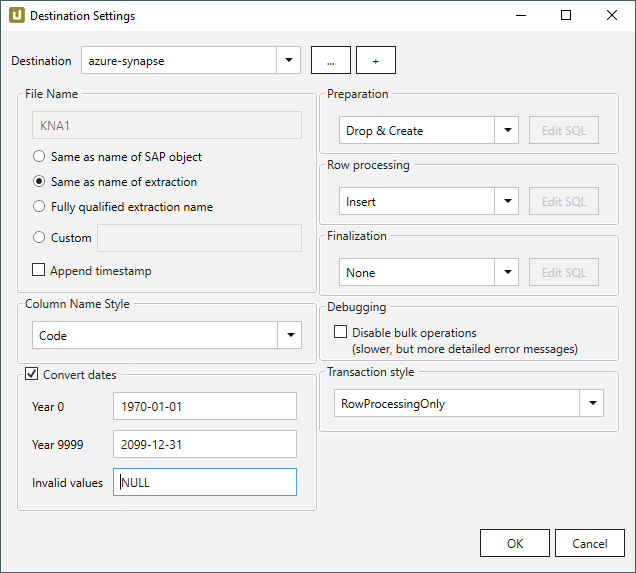 Destination Settings
Destination
azure-synapse
...
+
File Name
KNA1
Same as name of SAP object
Same as name of extraction
Fully qualified extraction name
Custom
Append timestamp
Column Name Style
Code
Convert dates
Year 0
1970-01-01
Year 9999
2099-12-31
Invalid values
NULL
Preparation
Drop & Create
Edit SQL
Row processing
Insert
Edit SQL
Finalization
None
Edit SQL
Debugging
Disable bulk operations
(slower, but more detailed error messages)
Transaction style
RowProcessingOnly
OK
Cancel